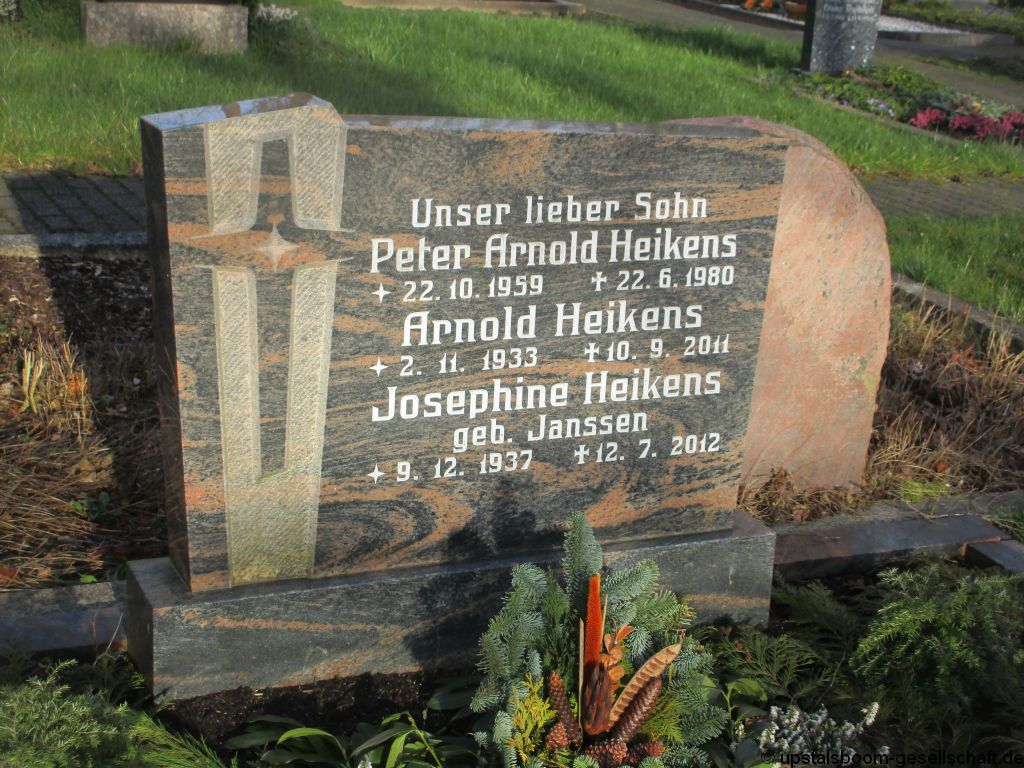 Unser lieber Sohn
Peter Arnold Heikens
✦ 22. 10. 1959 ✝ 22. 6. 1980
Arnold Heikens
✦ 2. 11. 1933 ✝ 10. 9. 2011
Josephine Heikens
geb. Janssen
✦ 9. 12. 1937 ✝ 12. 7. 2012
© upstalsboom-gesellschaft.de